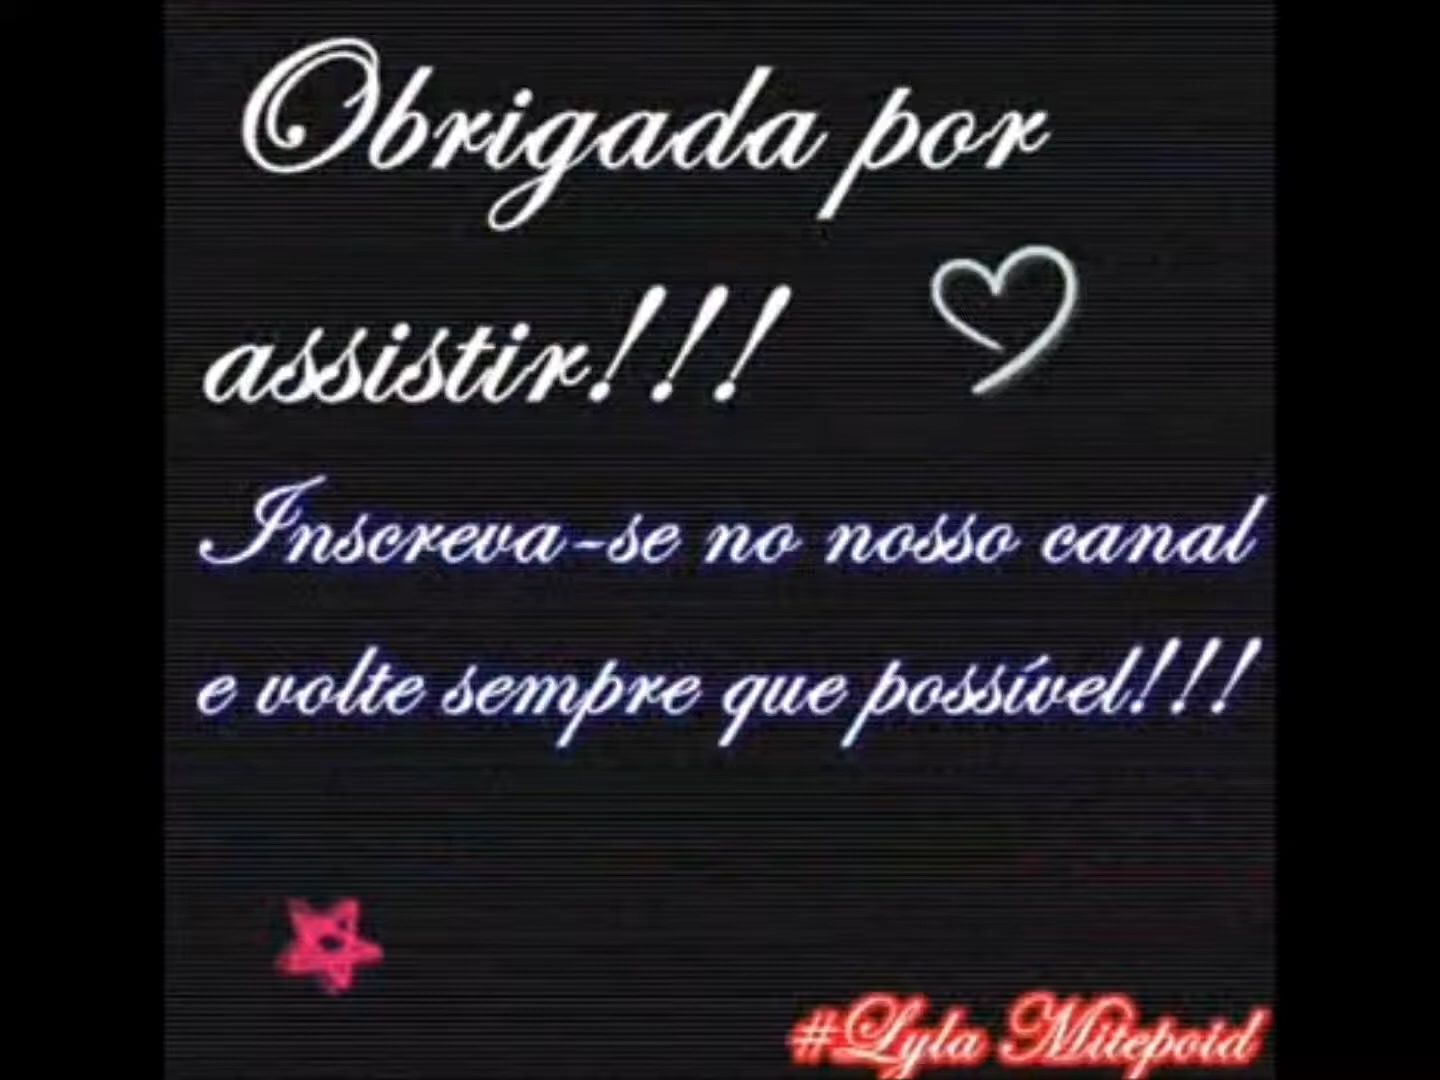 Obrigada por
assistir!!!
Inscreva-se no nosso canal
e volte sempre que possível!!!
#Lyla Mitepoid